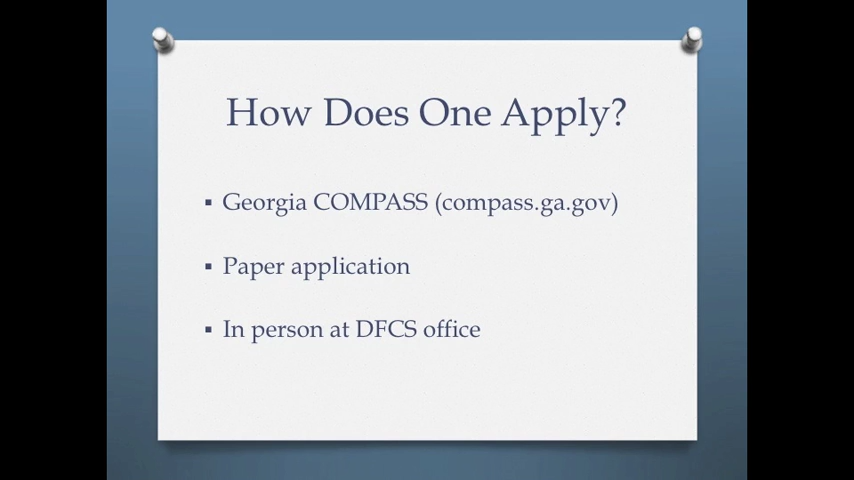 How Does One Apply?
▪ Georgia COMPASS (compass.ga.gov)
▪ Paper application
▪ In person at DFCS office